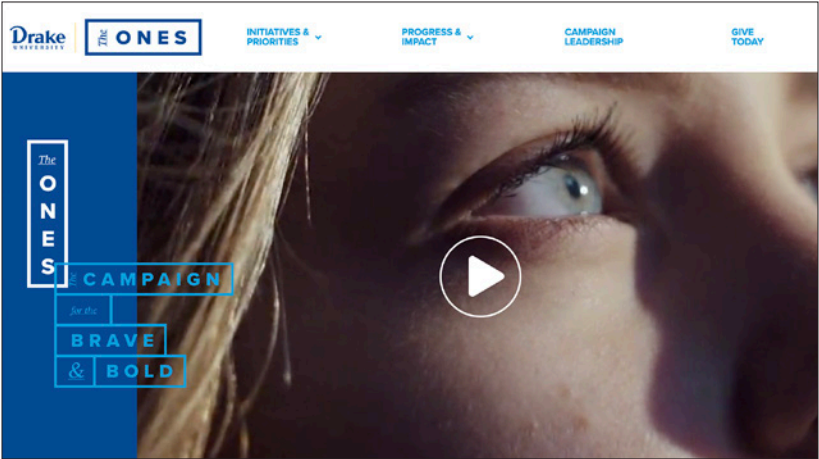 Drake
UNIVERSITY
The ONES
INITIATIVES &
PRIORITIES
PROGRESS &
IMPACT
CAMPAIGN
LEADERSHIP
GIVE
TODAY
The
O
N
E
S
The CAMPAIGN
for the
BRAVE
& BOLD